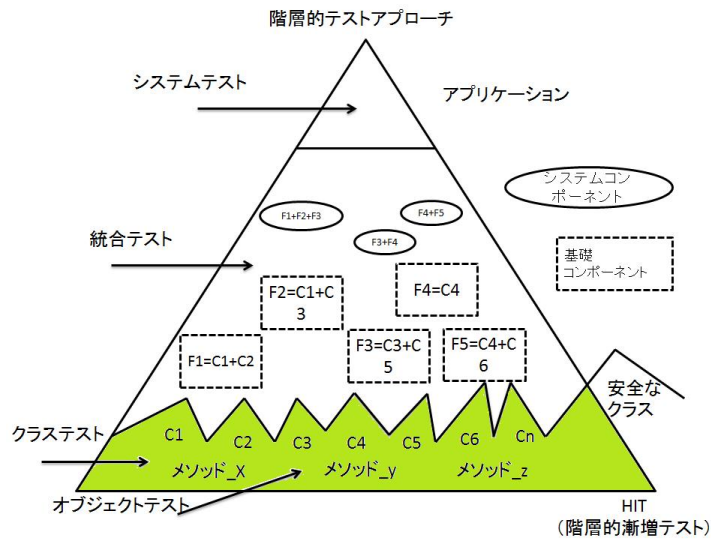 階層的テストアプローチ
システムテスト
アプリケーション
システムコン
ポーネント
F1+F2+F3
F4+F5
F3+F4
統合テスト
基礎
コンポーネント
F2=C1+C
3
F4=C4
F1=C1+C2
F3=C3+C
5
F5=C4+C
6
安全な
クラス
クラステスト
C1
C2
C3
C4
C5
C6
Cn
メソッド_X
メソッド_y
メソッド_z
オブジェクトテスト
HIT
(階層的漸増テスト)